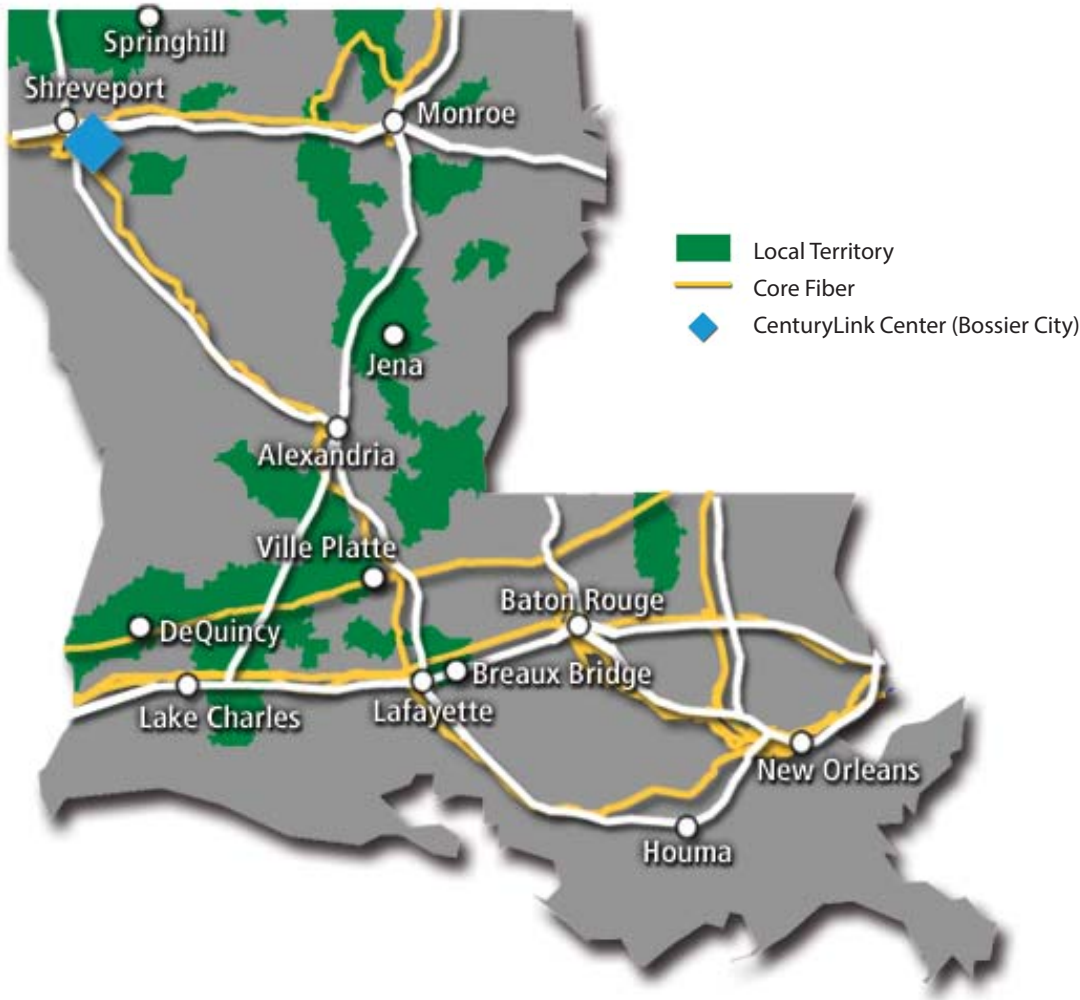 Springhill
Shreveport
Monroe
Local Territory
Core Fiber
CenturyLink Center (Bossier City)
Jena
Alexandria
Ville Platte
Baton Rouge
DeQuincy
Breaux Bridge
Lake Charles
Lafayette
New Orleans
Houma